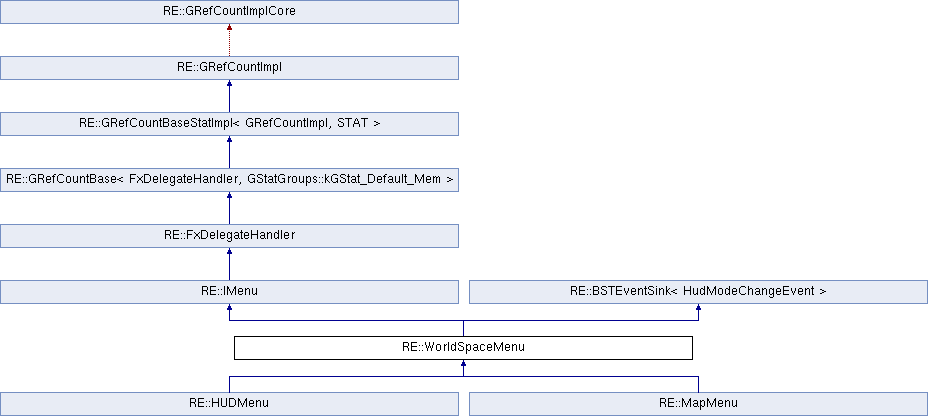 RE::GRefCountImplCore
RE::GRefCountImpl
RE::GRefCountBaseStatImpl< GRefCountImpl, STAT >
RE::GRefCountBase< FxDelegateHandler, GStatGroups::kGStat_Default_Mem >
RE::FxDelegateHandler
RE::IMenu
RE::BSTEventSink< HudModeChangeEvent >
RE::WorldSpaceMenu
RE::HUDMenu
RE::MapMenu